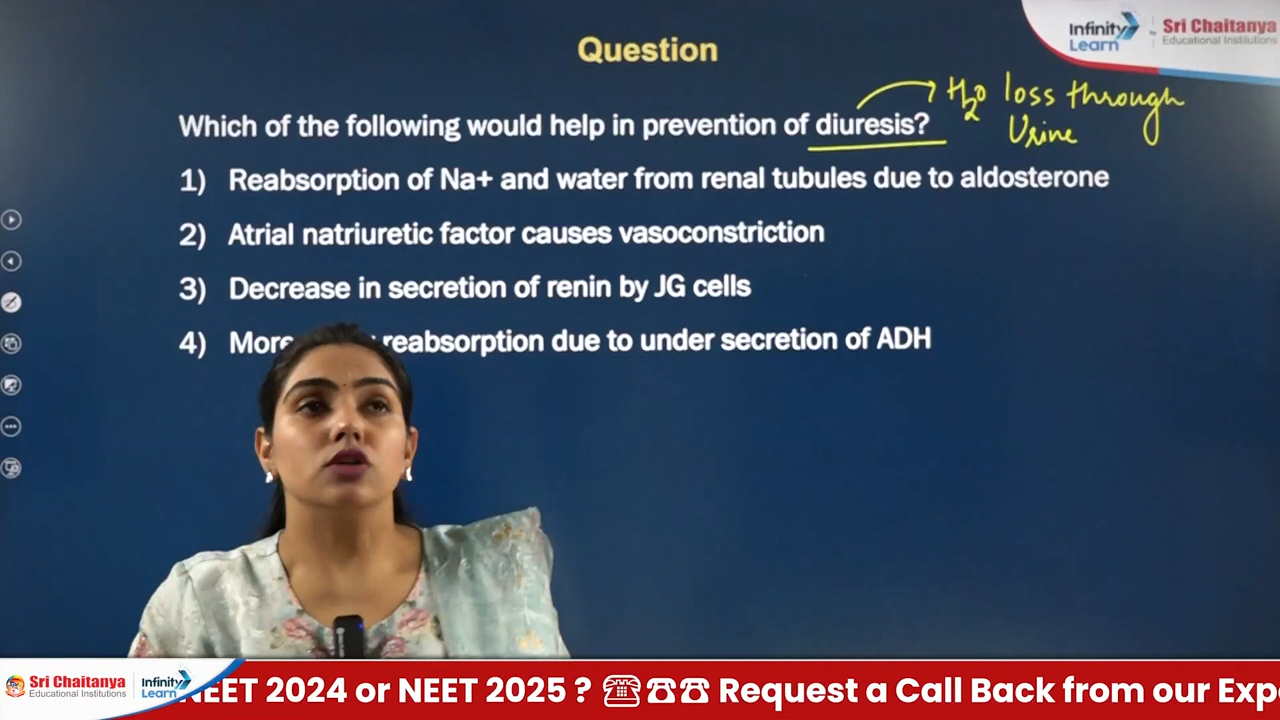 Infinity Learn by Sri Chaitanya Educational Institutions
Question
H2O loss through
Urine
Which of the following would help in prevention of diuresis?
1) Reabsorption of Na+ and water from renal tubules due to aldosterone
2) Atrial natriuretic factor causes vasoconstriction
3) Decrease in secretion of renin by JG cells
4) More reabsorption due to under secretion of ADH
Sri Chaitanya Educational Institutions Infinity Learn
NEET 2024 or NEET 2025 ? ☎☎☎ Request a Call Back from our